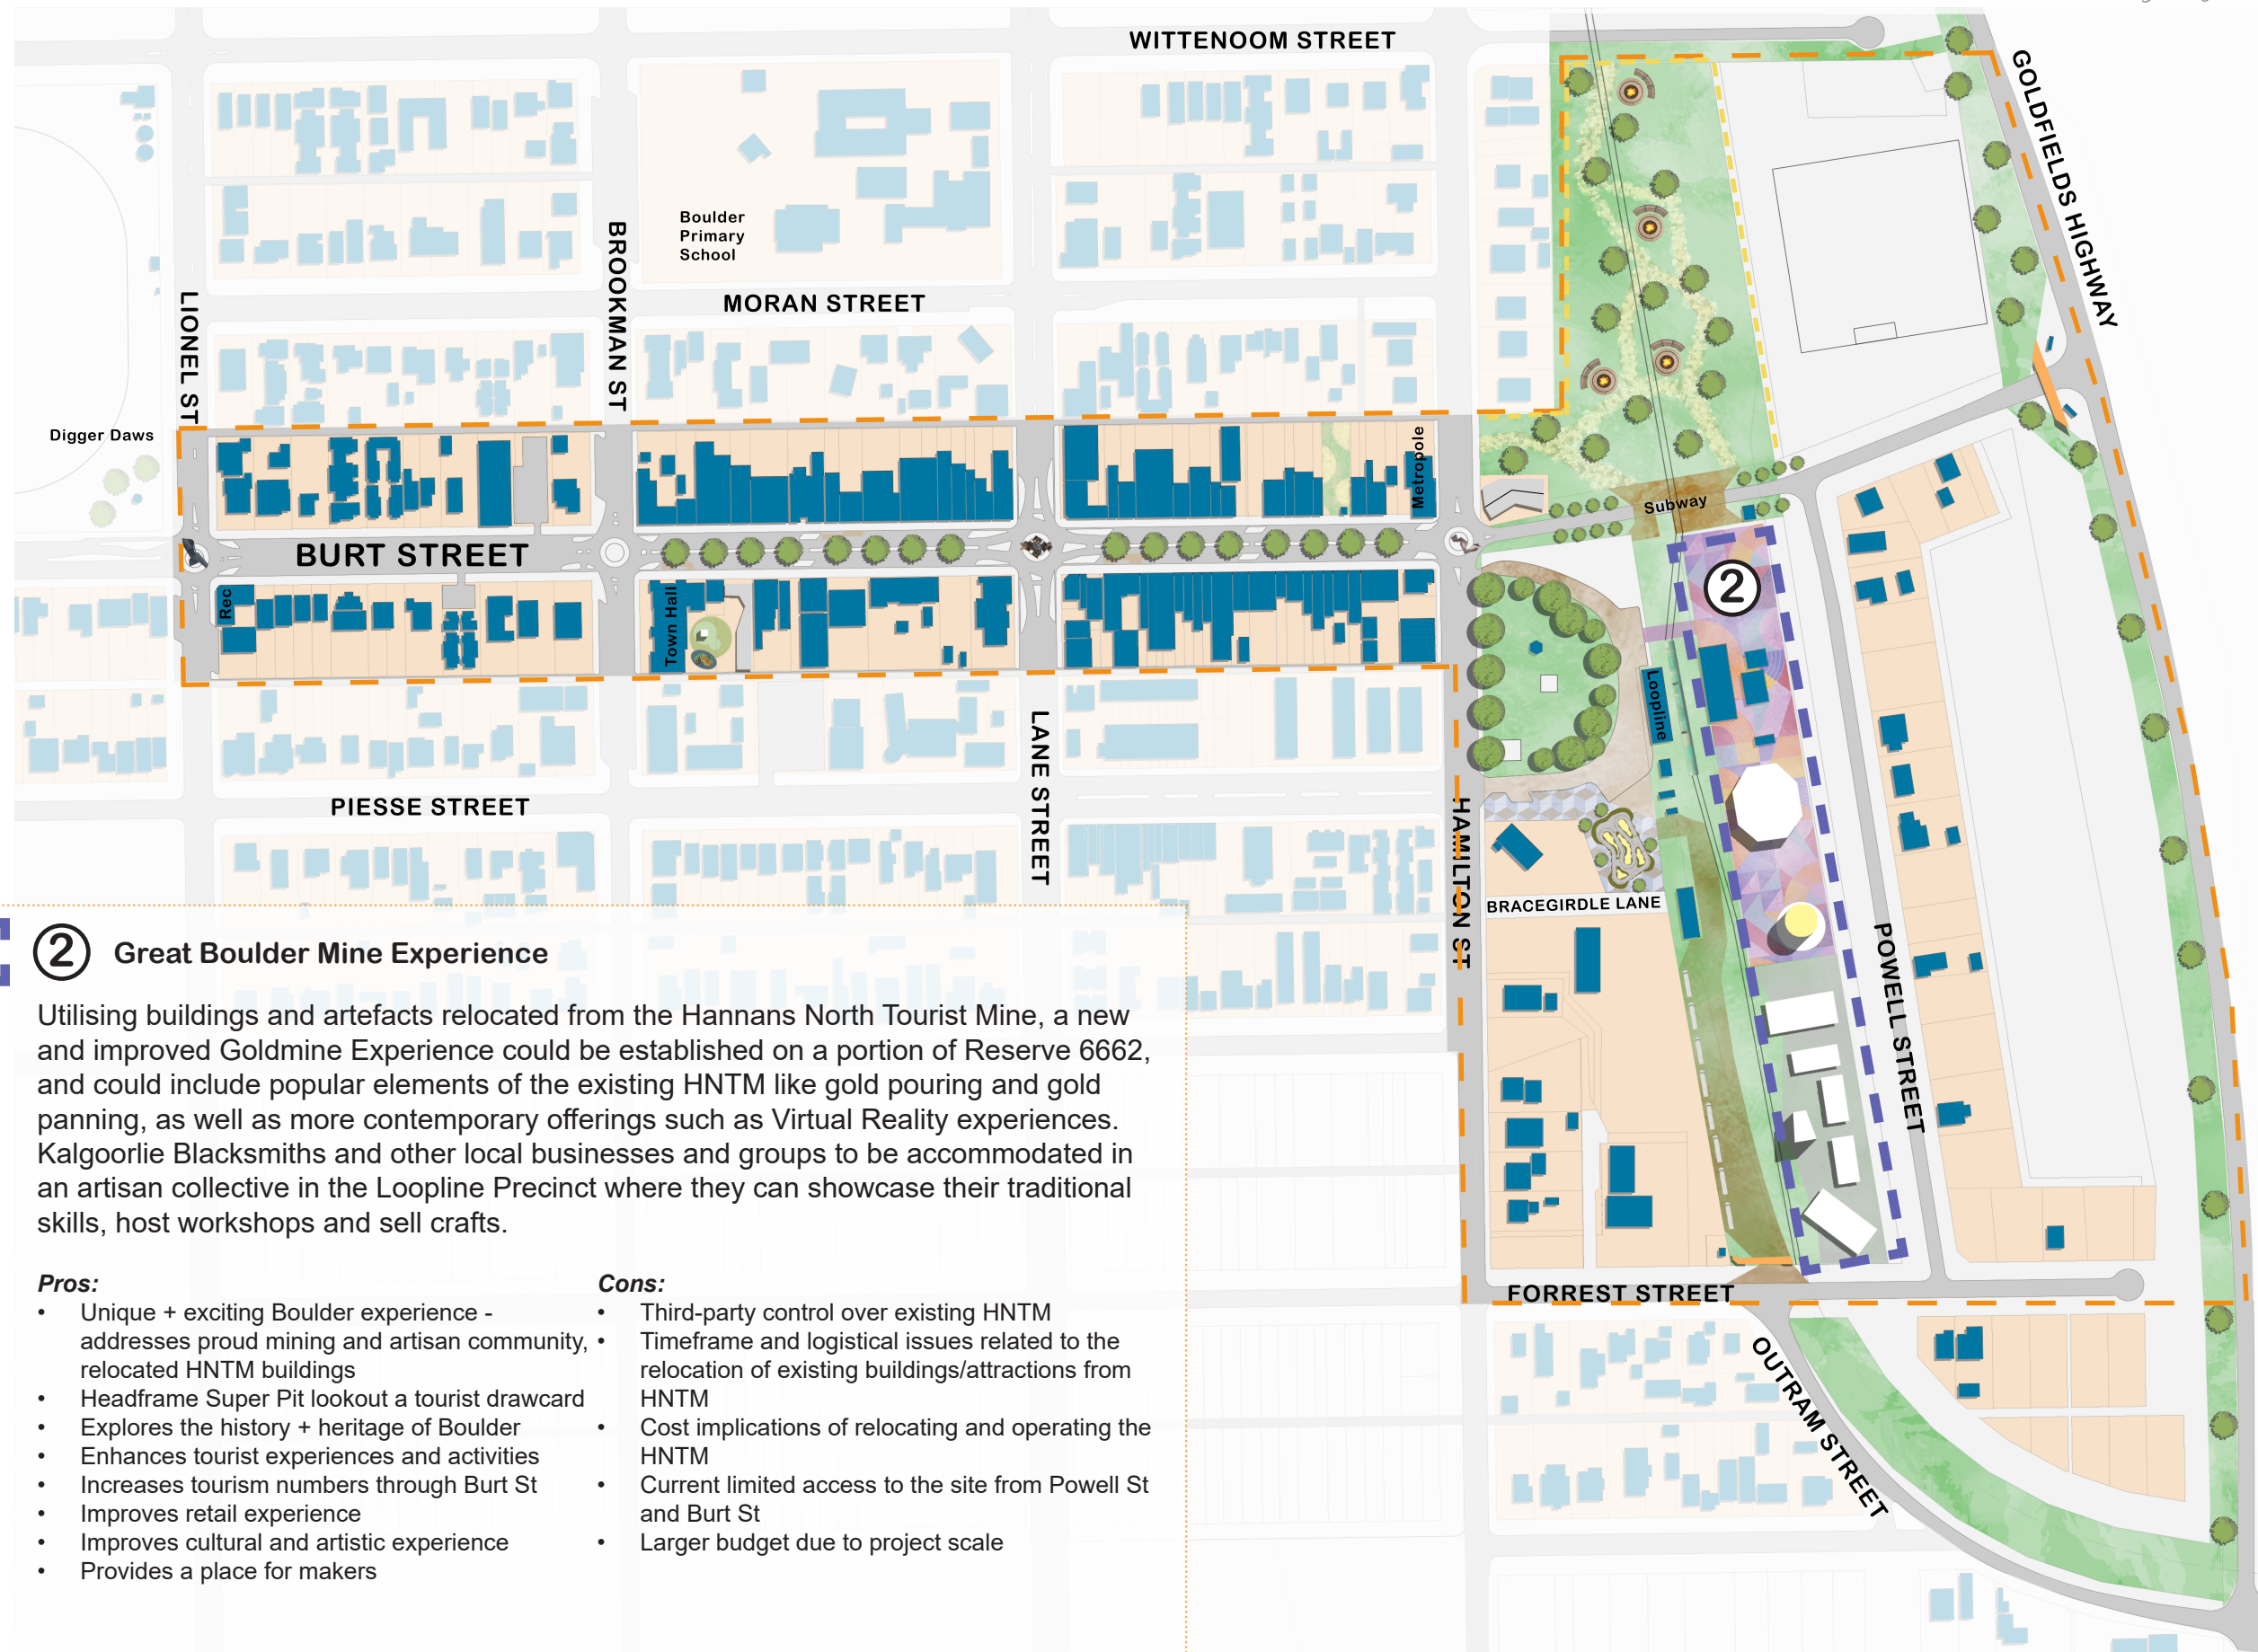 WITTENOOM STREET
GOLDFIELDS HIGHWAY
Boulder
Primary
School
BROOKMAN ST
LIONEL ST
MORAN STREET
Digger Daws
Metropole
Subway
BURT STREET
2
Rec
Town Hall
Loopline
LANE STREET
PIESSE STREET
HAMILTON ST
BRACEGIRDLE LANE
POWELL STREET
2 Great Boulder Mine Experience
Utilising buildings and artefacts relocated from the Hannans North Tourist Mine, a new
and improved Goldmine Experience could be established on a portion of Reserve 6662,
and could include popular elements of the existing HNTM like gold pouring and gold
panning, as well as more contemporary offerings such as Virtual Reality experiences.
Kalgoorlie Blacksmiths and other local businesses and groups to be accommodated in
an artisan collective in the Loopline Precinct where they can showcase their traditional
skills, host workshops and sell crafts.
Pros:
• Unique + exciting Boulder experience -
addresses proud mining and artisan community,
relocated HNTM buildings
• Headframe Super Pit lookout a tourist drawcard
• Explores the history + heritage of Boulder
• Enhances tourist experiences and activities
• Increases tourism numbers through Burt St
• Improves retail experience
• Improves cultural and artistic experience
• Provides a place for makers
Cons:
• Third-party control over existing HNTM
• Timeframe and logistical issues related to the
relocation of existing buildings/attractions from
HNTM
• Cost implications of relocating and operating the
HNTM
• Current limited access to the site from Powell St
and Burt St
• Larger budget due to project scale
FORREST STREET
OUTRAM STREET